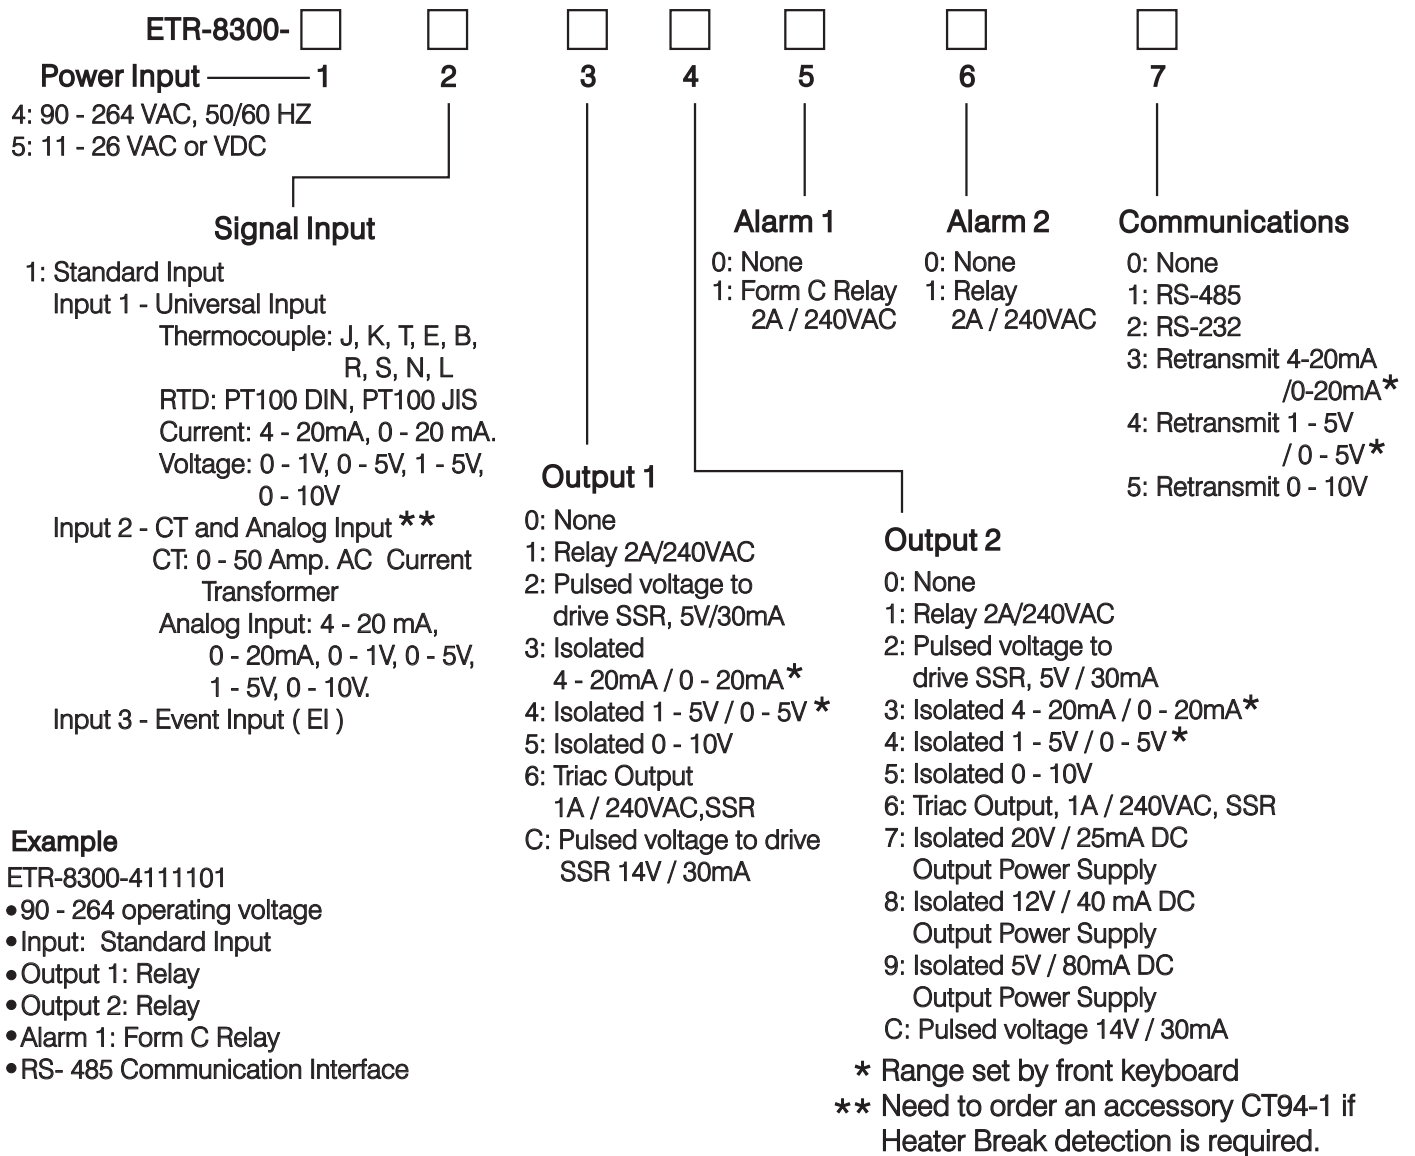 ETR-8300-
Power Input 1 2 3 4 5 6 7
4: 90 - 264 VAC, 50/60 HZ
5: 11 - 26 VAC or VDC
Signal Input
1: Standard Input
Input 1 - Universal Input
Thermocouple: J, K, T, E, B,
R, S, N, L
RTD: PT100 DIN, PT100 JIS
Current: 4 - 20mA, 0 - 20 mA.
Voltage: 0 - 1V, 0 - 5V, 1 - 5V,
0 - 10V
Input 2 - CT and Analog Input **
CT: 0 - 50 Amp. AC Current
Transformer
Analog Input: 4 - 20 mA,
0 - 20mA, 0 - 1V, 0 - 5V,
1 - 5V, 0 - 10V.
Input 3 - Event Input ( EI )
Output 1
0: None
1: Relay 2A/240VAC
2: Pulsed voltage to
drive SSR, 5V/30mA
3: Isolated
4 - 20mA / 0 - 20mA*
4: Isolated 1 - 5V / 0 - 5V *
5: Isolated 0 - 10V
6: Triac Output
1A / 240VAC,SSR
C: Pulsed voltage to drive
SSR 14V / 30mA
Output 2
0: None
1: Relay 2A/240VAC
2: Pulsed voltage to
drive SSR, 5V / 30mA
3: Isolated 4 - 20mA / 0 - 20mA*
4: Isolated 1 - 5V / 0 - 5V *
5: Isolated 0 - 10V
6: Triac Output, 1A / 240VAC, SSR
7: Isolated 20V / 25mA DC
Output Power Supply
8: Isolated 12V / 40 mA DC
Output Power Supply
9: Isolated 5V / 80mA DC
Output Power Supply
C: Pulsed voltage 14V / 30mA
Alarm 1
0: None
1: Form C Relay
2A / 240VAC
Alarm 2
0: None
1: Relay
2A / 240VAC
Communications
0: None
1: RS-485
2: RS-232
3: Retransmit 4-20mA
/0-20mA*
4: Retransmit 1 - 5V
/ 0 - 5V *
5: Retransmit 0 - 10V
Example
ETR-8300-4111101
• 90 - 264 operating voltage
• Input: Standard Input
• Output 1: Relay
• Output 2: Relay
• Alarm 1: Form C Relay
• RS- 485 Communication Interface
* Range set by front keyboard
** Need to order an accessory CT94-1 if
Heater Break detection is required.